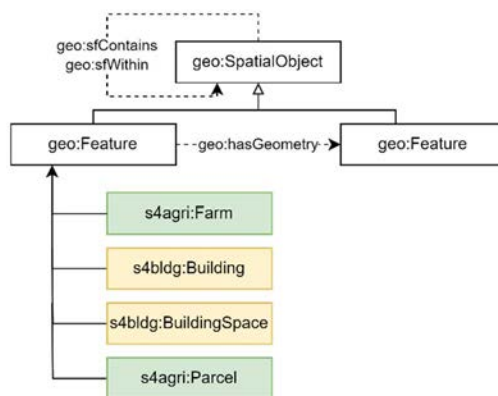 geo:sfContains
geo:sfWithin
geo:SpatialObject
geo:Feature
geo:hasGeometry
geo:Feature
s4agri:Farm
s4bldg:Building
s4bldg:BuildingSpace
s4agri:Parcel